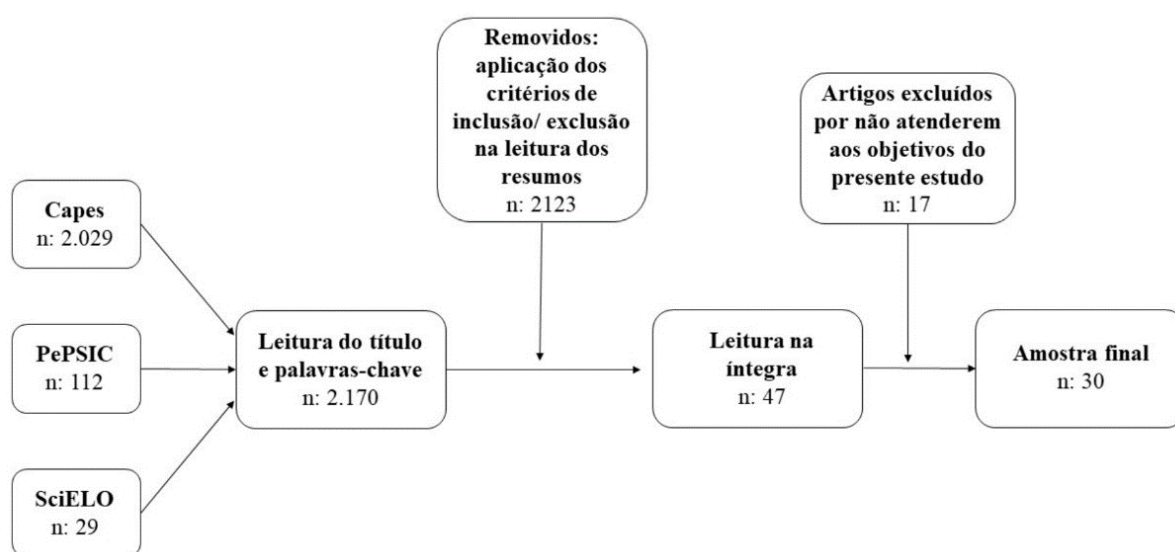 Removidos:
aplicação dos
critérios de
inclusão/ exclusão
na leitura dos
resumos
n: 2123
Artigos excluídos
por não atenderem
aos objetivos do
presente estudo
n: 17
Capes
n: 2.029
PePSIC
n: 112
SciELO
n: 29
Leitura do título
e palavras-chave
n: 2.170
Leitura na
íntegra
n: 47
Amostra final
n: 30